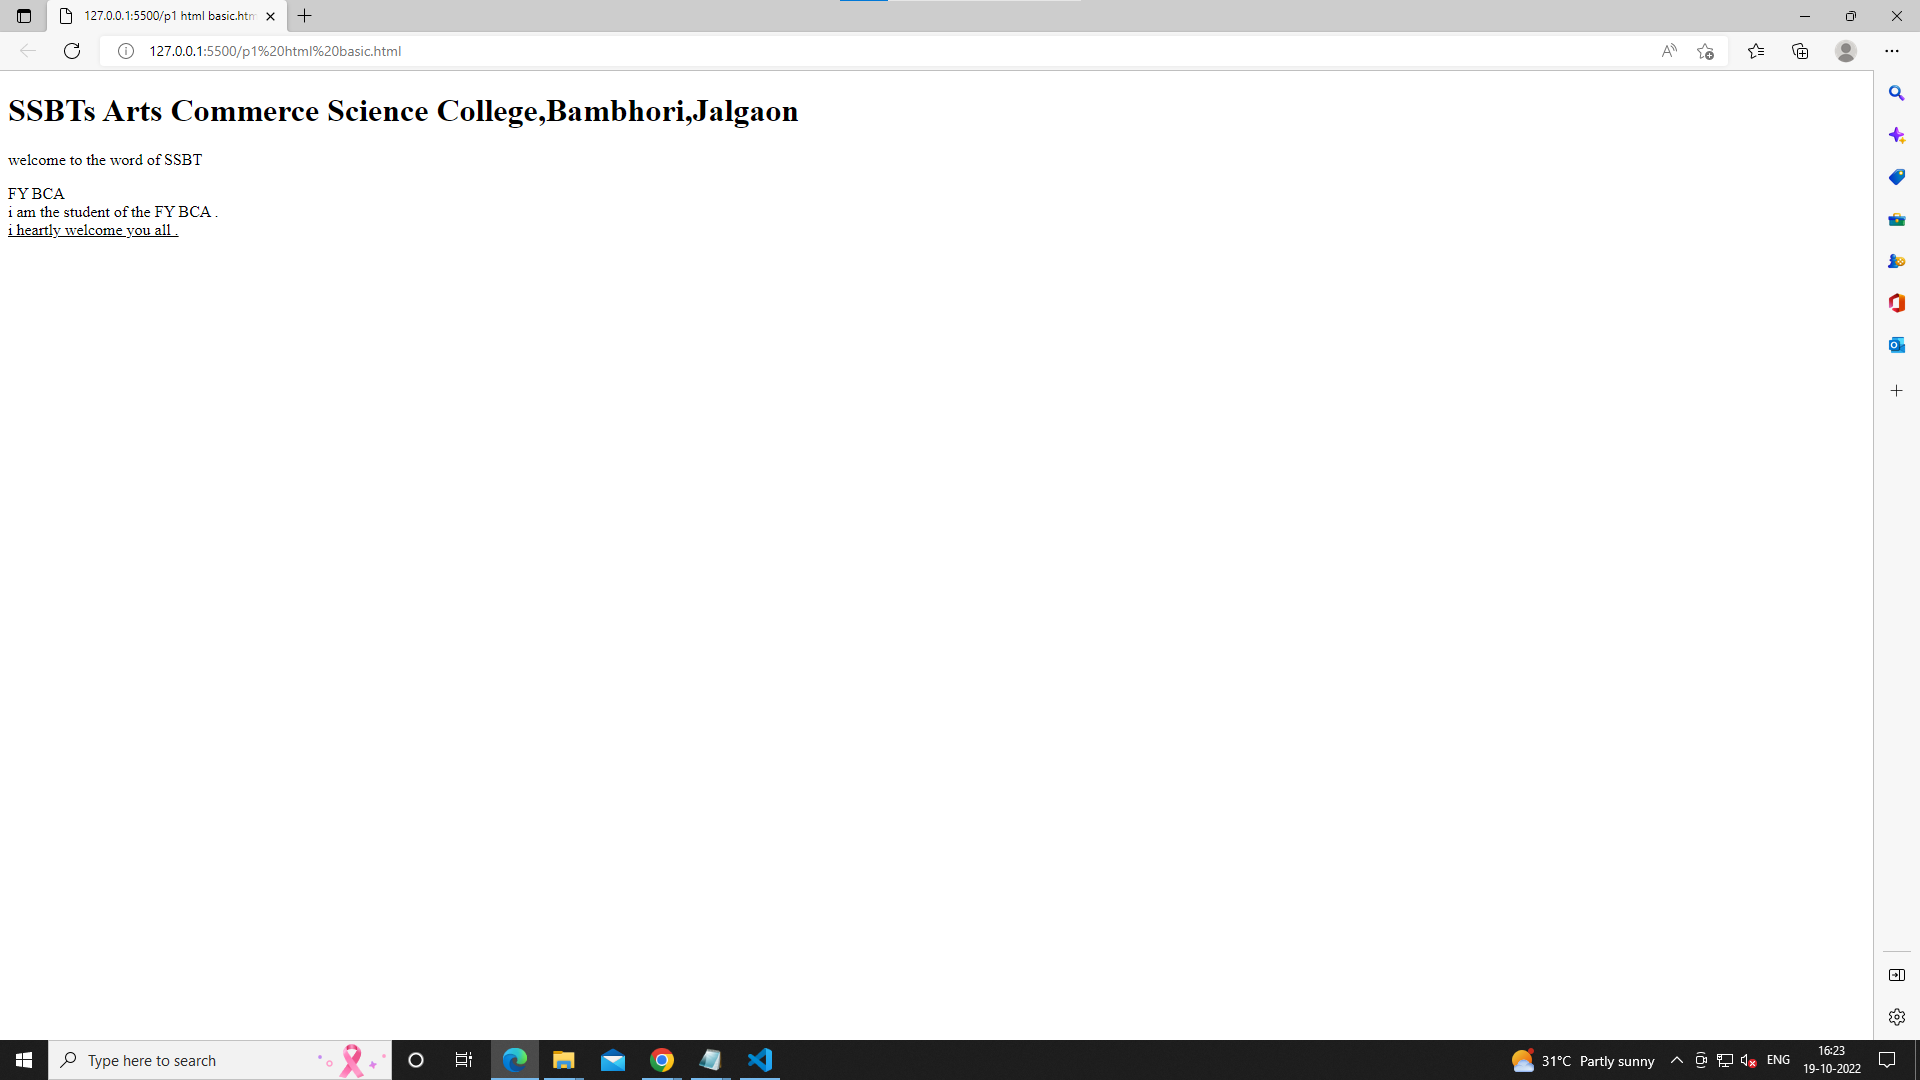 127.0.0.1:5500/p1 html basic.htm
127.0.0.1:5500/p1%20html%20basic.html
SSBTs Arts Commerce Science College,Bambhori,Jalgaon
welcome to the word of SSBT
FY BCA
i am the student of the FY BCA .
i heartly welcome you all .
Type here to search
31°C Partly sunny
ENG
16:23
19-10-2022